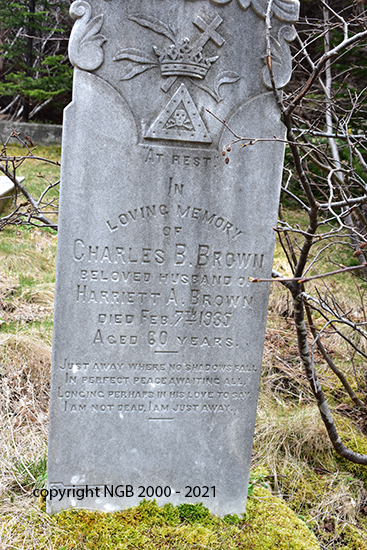 AT REST.
IN
LOVING MEMORY
OF
CHARLES B. BROWN
BELOVED HUSBAND OF
HARRIETT A. BROWN
DIED FEB. 7TH 1935
AGED 60 YEARS.
JUST AWAY WHERE NO SHADOWS FALL
IN PERFECT PEACE AWAITING ALL,
LONGING PERHAPS IN HIS LOVE TO SAY,
I AM NOT DEAD, I AM JUST AWAY.
copyright NGB 2000 - 2021